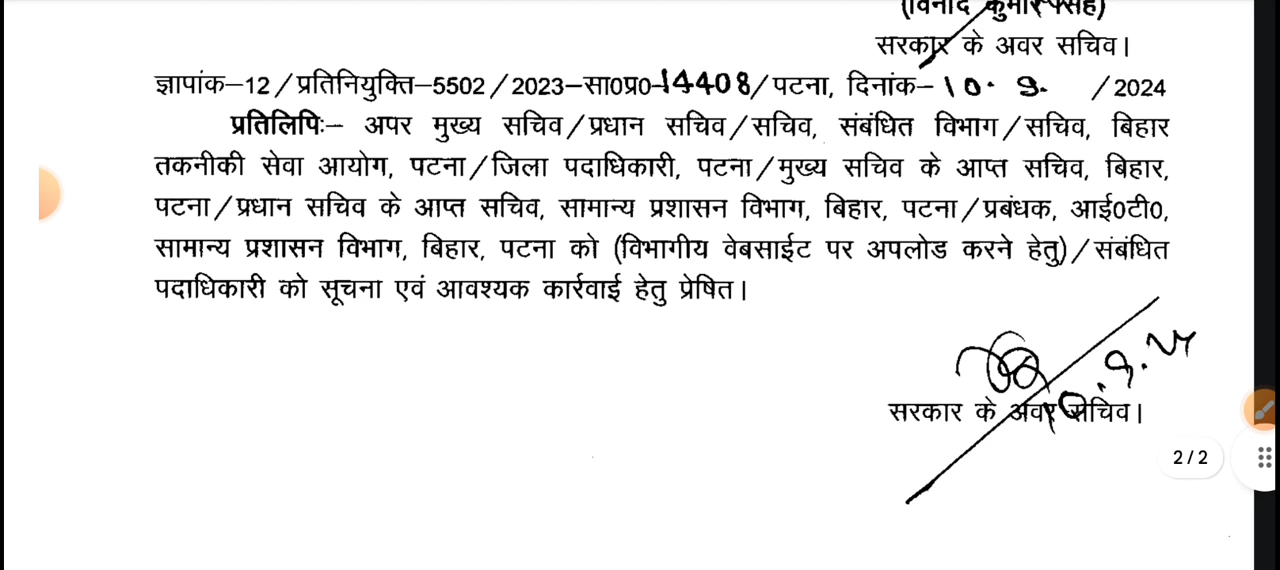 (विनोद कुमार सिंह)
सरकार के अवर सचिव।
ज्ञापांक–12/प्रतिनियुक्ति–5502/2023–सा0प्र0-14408/पटना, दिनांक–10.9. /2024
प्रतिलिपिः– अपर मुख्य सचिव/प्रधान सचिव/सचिव, संबंधित विभाग/सचिव, बिहार
तकनीकी सेवा आयोग, पटना/जिला पदाधिकारी, पटना/मुख्य सचिव के आप्त सचिव, बिहार,
पटना/प्रधान सचिव के आप्त सचिव, सामान्य प्रशासन विभाग, बिहार, पटना/प्रबंधक, आई0टी0,
सामान्य प्रशासन विभाग, बिहार, पटना को (विभागीय वेबसाईट पर अपलोड करने हेतु)/संबंधित
पदाधिकारी को सूचना एवं आवश्यक कार्रवाई हेतु प्रेषित।
10.9.24
सरकार के अवर सचिव।
2/2